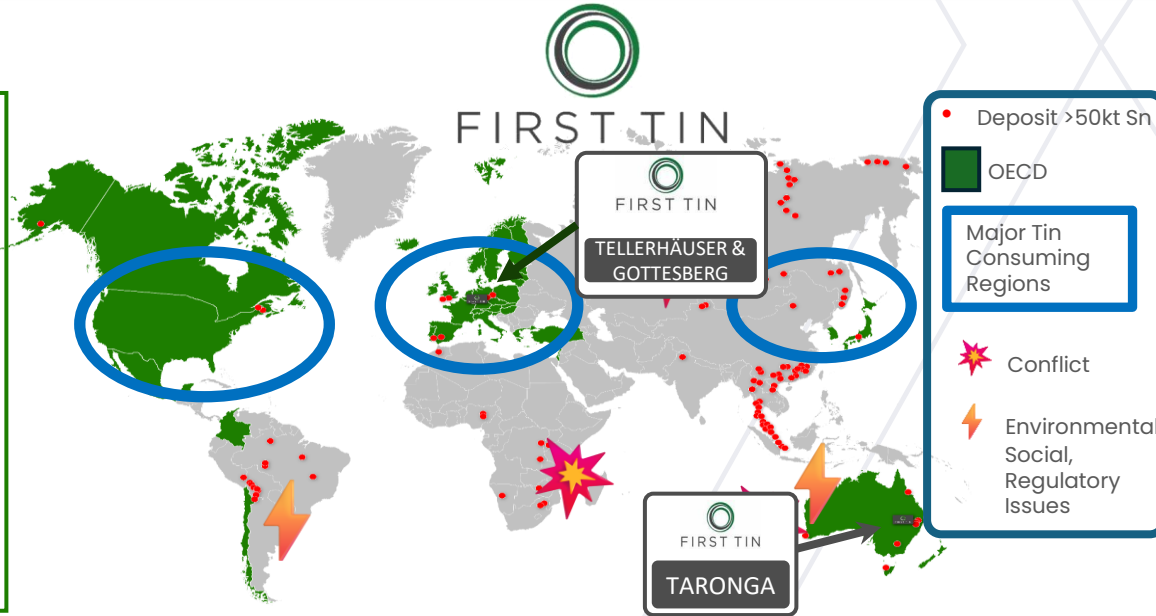 FIRST TIN
FIRST TIN
TELLERHÄUSER &
GOTTESBERG
FIRST TIN
TARONGA
Deposit >50kt Sn
OECD
Major Tin
Consuming
Regions
Conflict
Environmental
Social,
Regulatory
Issues